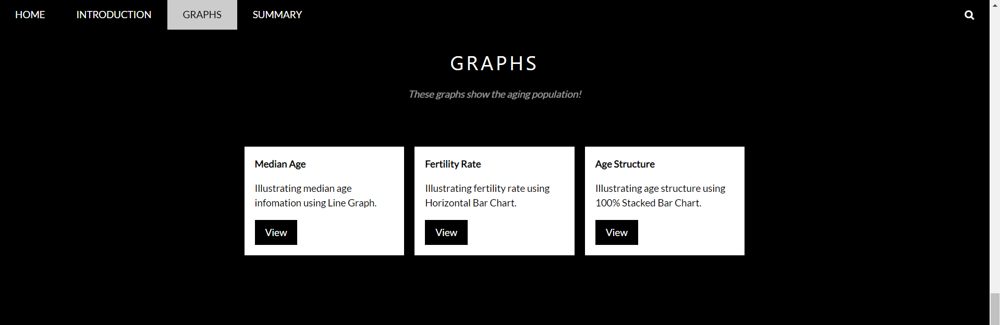 HOME INTRODUCTION GRAPHS SUMMARY
GRAPHS
These graphs show the aging population!
Median Age
Illustrating median age
infomation using Line Graph.
View
Fertility Rate
Illustrating fertility rate using
Horizontal Bar Chart.
View
Age Structure
Illustrating age structure using
100% Stacked Bar Chart.
View